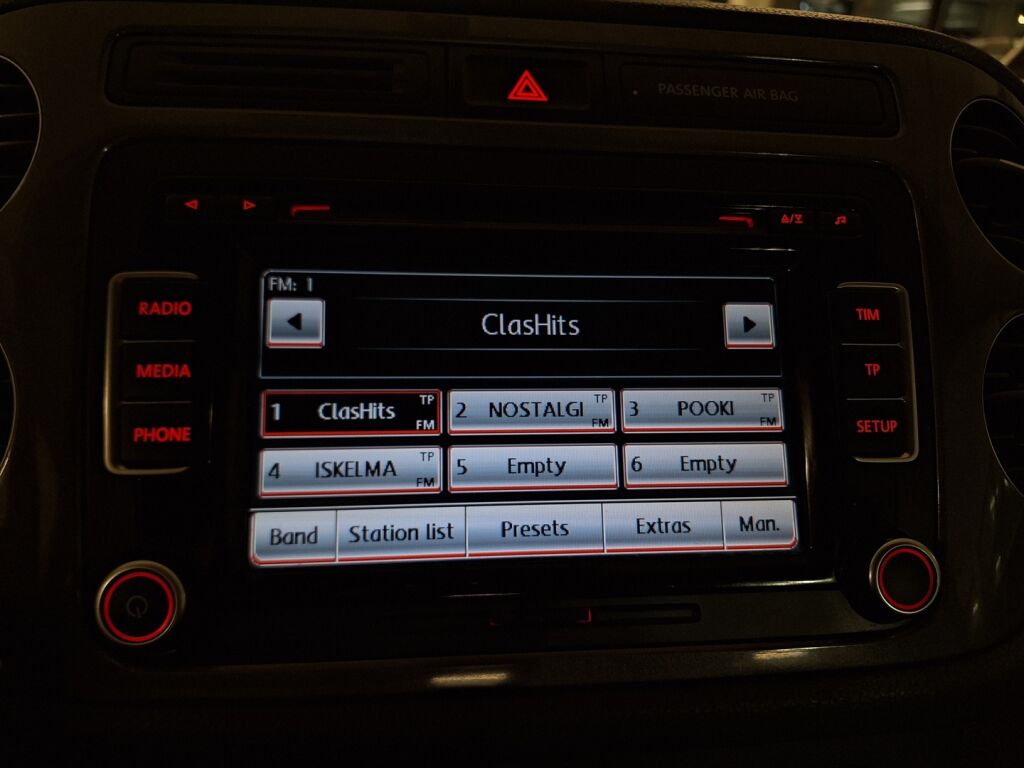 PASSENGER AIR BAG
RADIO
MEDIA
PHONE
FM: 1
ClasHits
1 ClasHits TP FM
2 NOSTALGI TP FM
3 POOKI TP FM
4 ISKELMA TP FM
5 Empty
6 Empty
Band Station list Presets Extras Man.
TIM
TP
SETUP